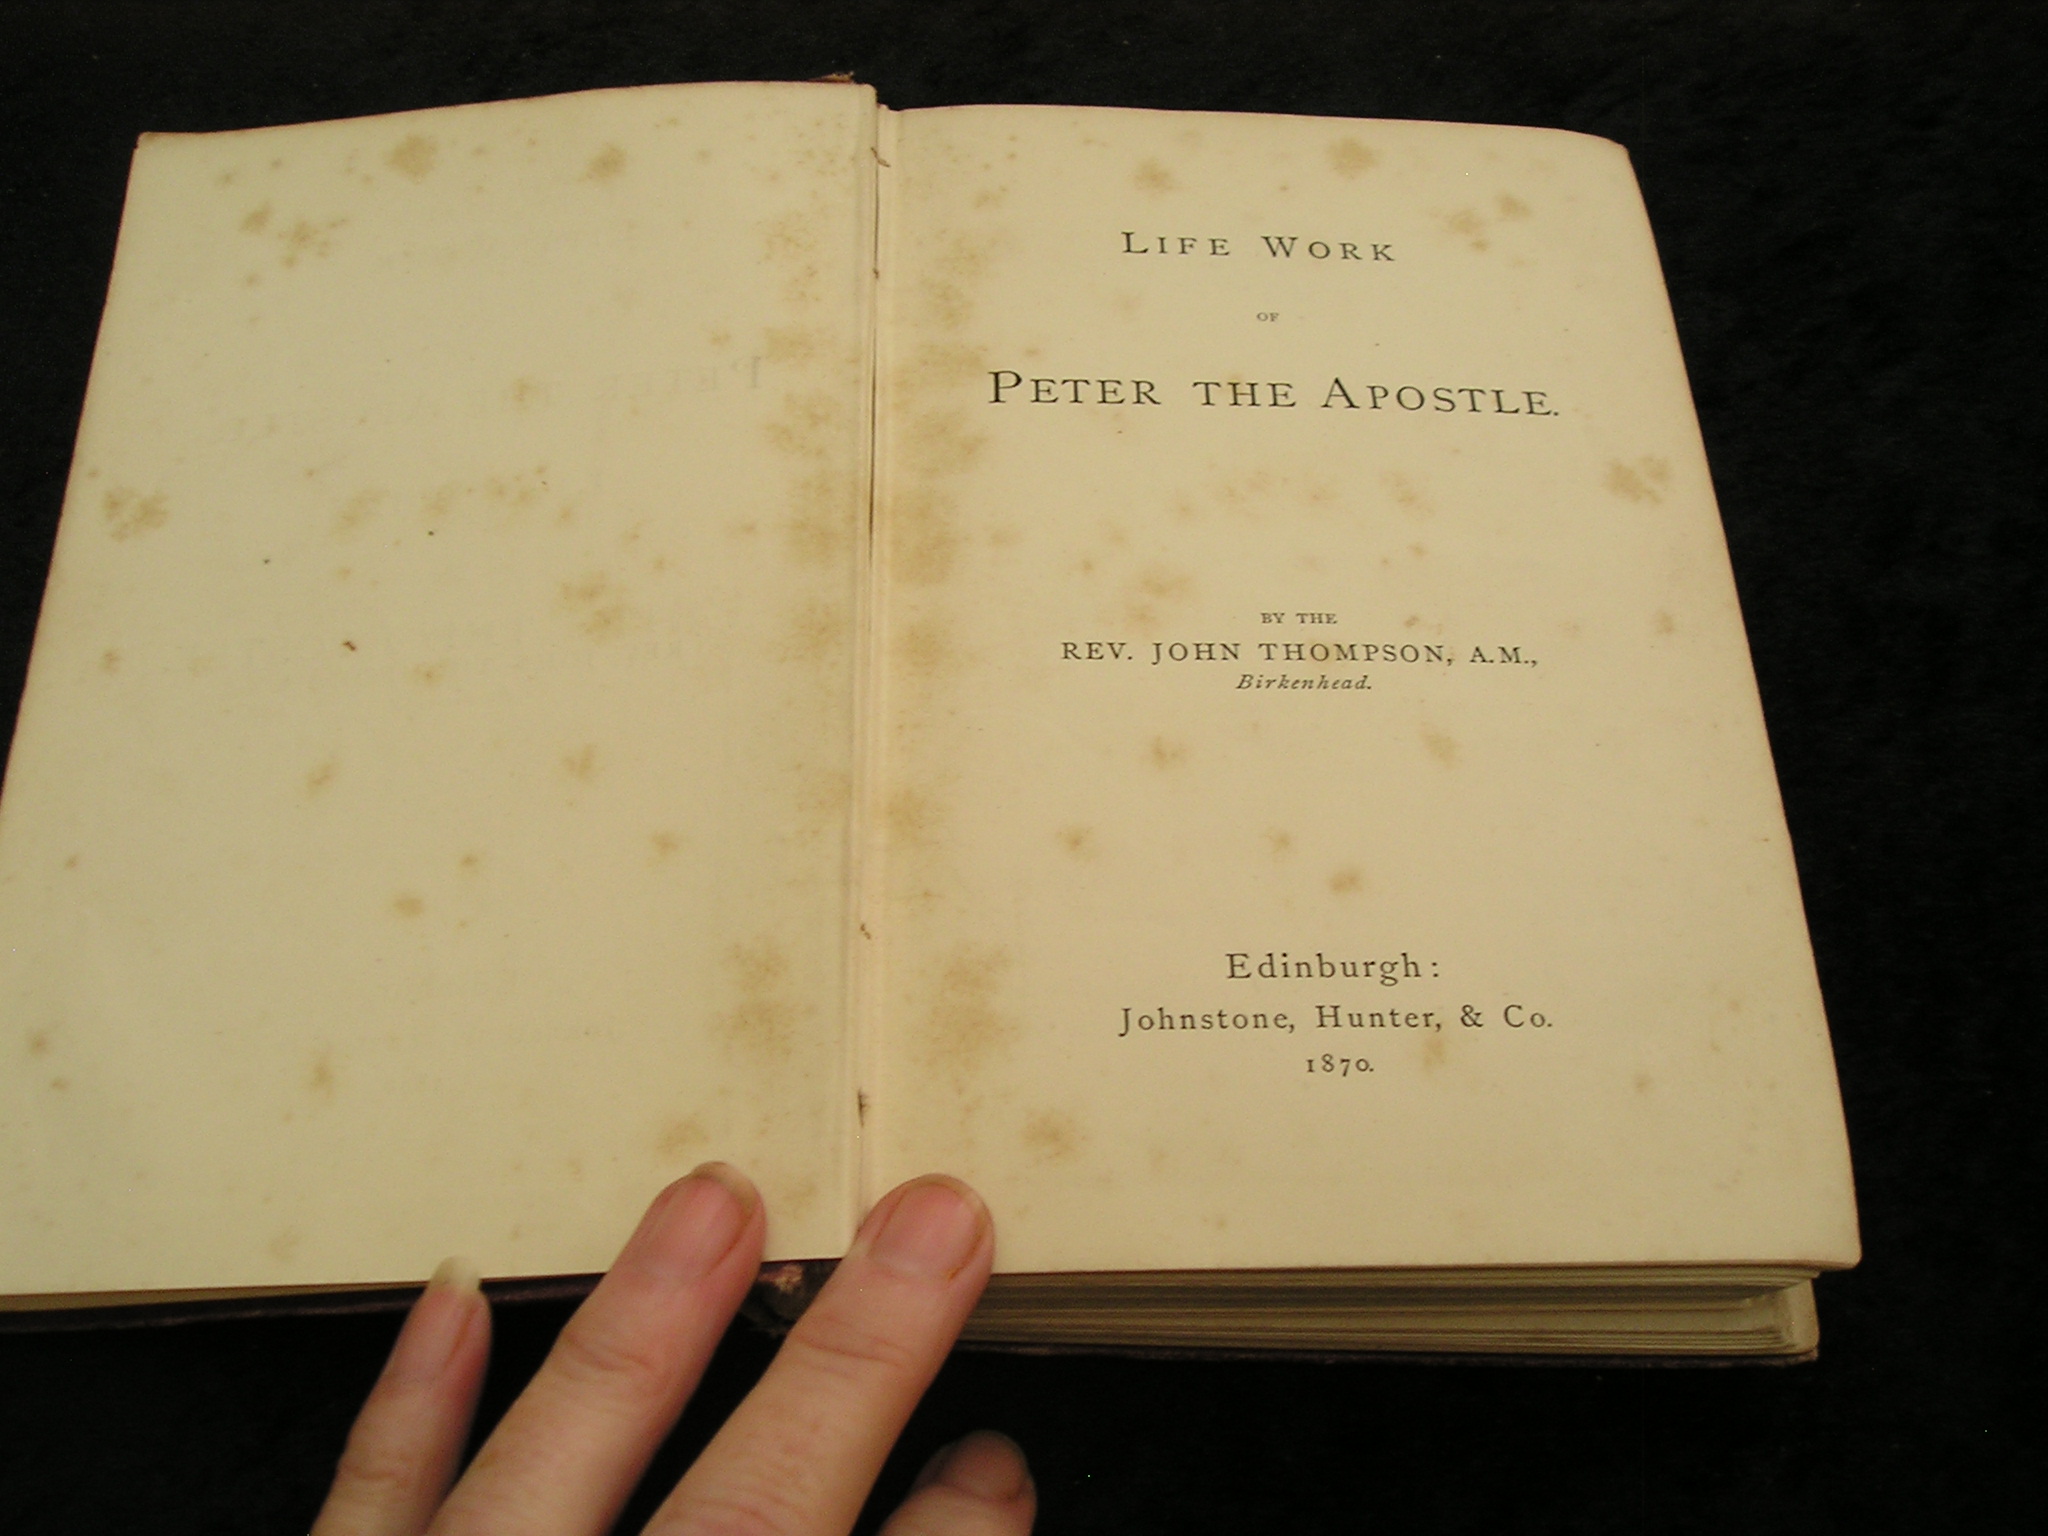 LIFE WORK
OF
PETER THE APOSTLE.
BY THE
REV. JOHN THOMPSON, A.M.,
Birkenhead.
Edinburgh:
Johnstone, Hunter, & Co.
1870.